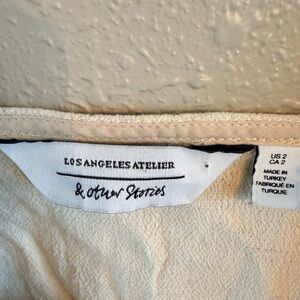 LOS ANGELES ATELIER
& other Stories
US 2
CA 2
MADE IN
TURKEY
FABRIQUÉ EN
TURQUIE